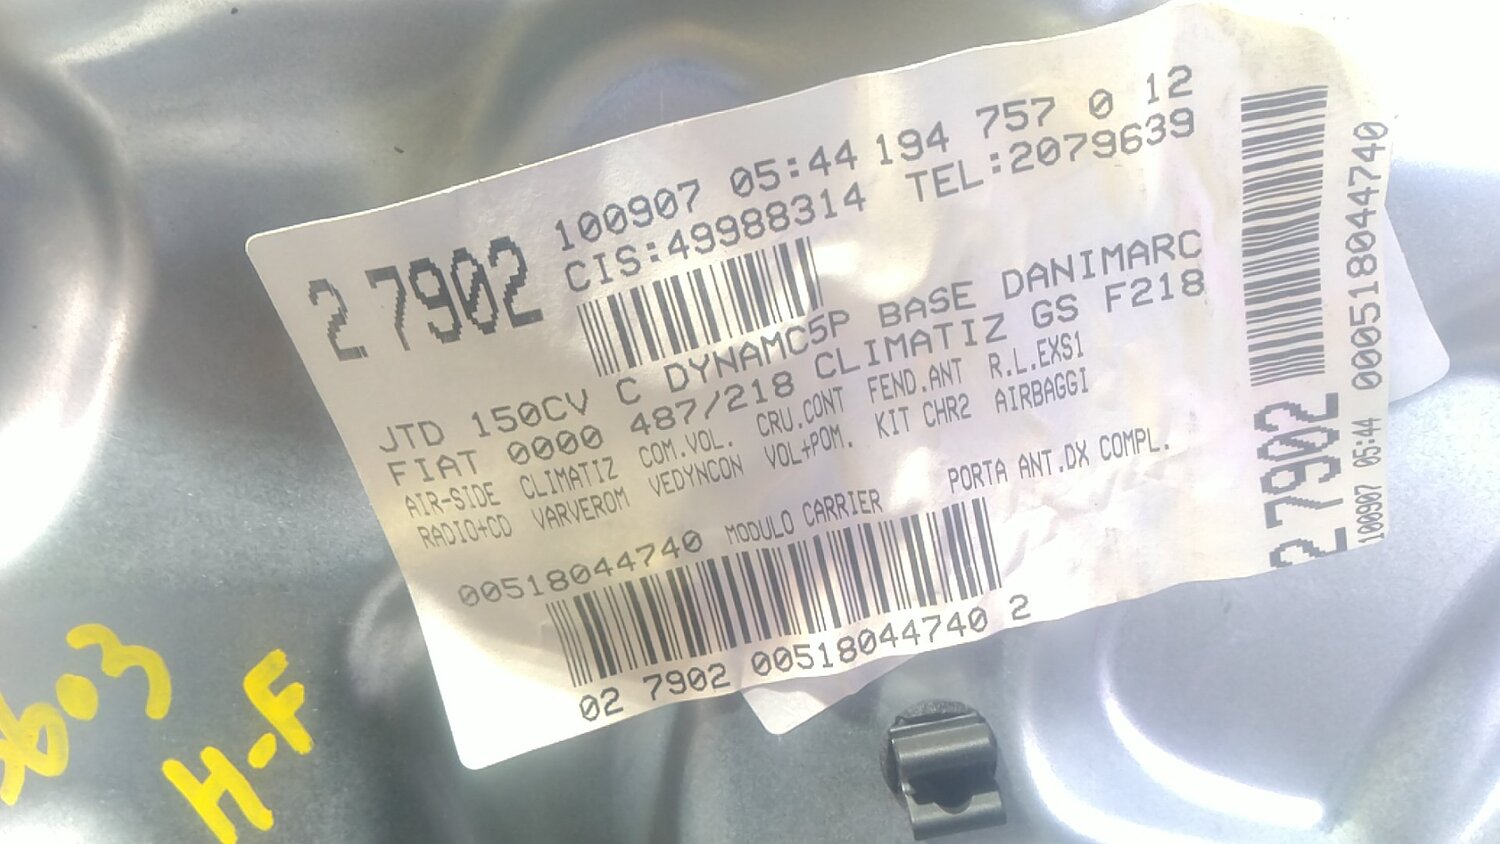 2 7902
100907 05:44 194 757 0 12
CIS:49988314 TEL:2079639
JTD 150CV C DYNAMC5P BASE DANIMARC
FIAT 0000 487/218 CLIMATIZ GS F218
AIR-SIDE CLIMATIZ COM.VOL. CRU.CONT FEND.ANT R.L.EXS1
RADIO+CD VARVEROM VEDYNCON VOL+POM. KIT CHR2 AIRBAGGI
00518044740 MODULO CARRIER PORTA ANT.DX COMPL.
02 7902 00518044740 2
2 7902
00051804474​0
100907 05:44
603
H-F